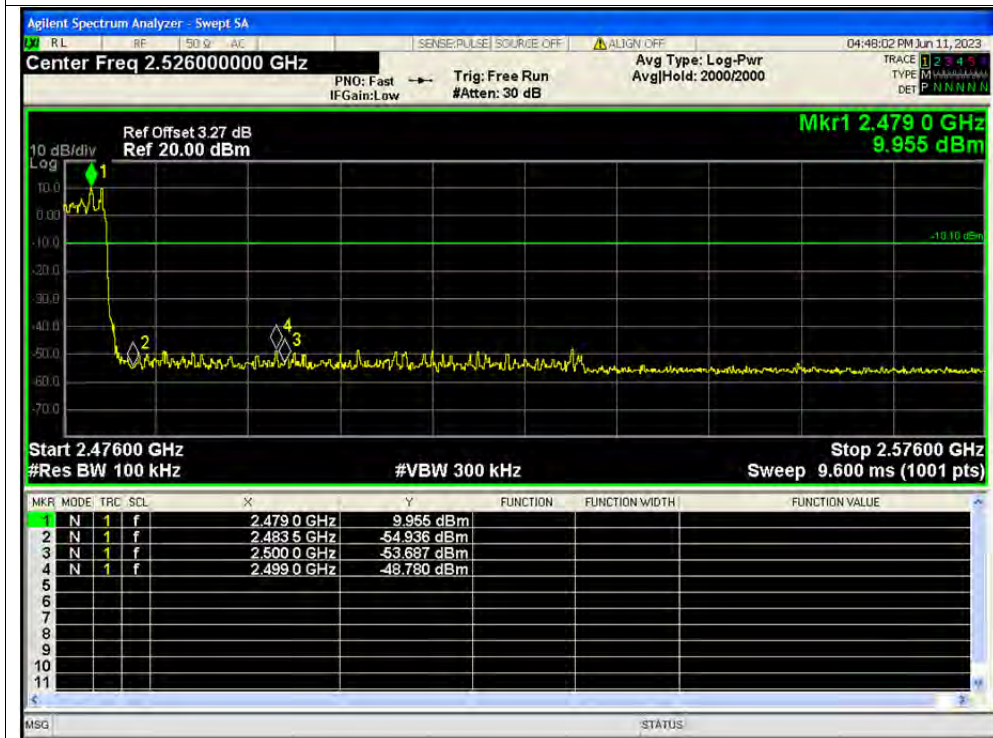 Agilent Spectrum Analyzer - Swept SA
RL RF 50 Ω AC SENSE:PULSE SOURCE OFF ALIGN OFF 04:48:02 PM Jun 11, 2023
Center Freq 2.526000000 GHz
Avg Type: Log-Pwr
TRACE 1 2 3 4 5 6
PNO: Fast Trig: Free Run Avg|Hold: 2000/2000
TYPE M
IFGain:Low #Atten: 30 dB
DET P N N N N N
Mkr1 2.479 0 GHz
9.955 dBm
Ref Offset 3.27 dB
10 dB/div Ref 20.00 dBm
Log
1
10.0
0.00
-10.0
-10.10 dBm
-20.0
-30.0
-40.0
4
2
3
-50.0
-60.0
-70.0
Start 2.47600 GHz Stop 2.57600 GHz
#Res BW 100 kHz #VBW 300 kHz Sweep 9.600 ms (1001 pts)
MKR MODE TRC SCL X Y FUNCTION FUNCTION WIDTH FUNCTION VALUE
1 N 1 f 2.479 0 GHz 9.955 dBm
2 N 1 f 2.483 5 GHz -54.936 dBm
3 N 1 f 2.500 0 GHz -53.687 dBm
4 N 1 f 2.499 0 GHz -48.780 dBm
5
6
7
8
9
10
11
MSG STATUS